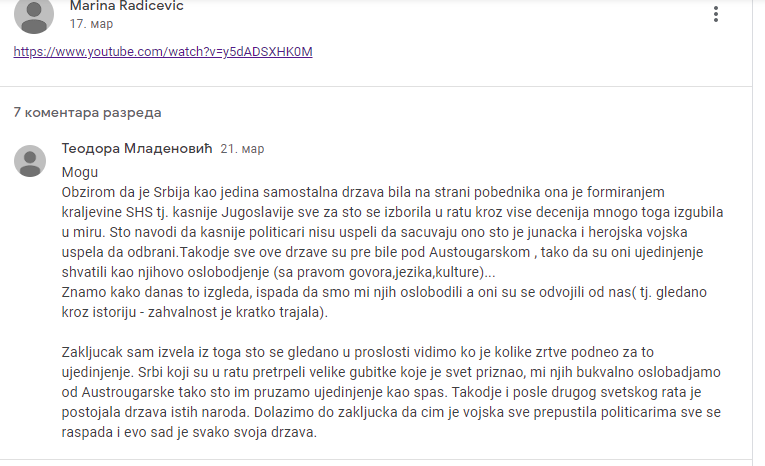 Marina Radicevic
17. мар
https://www.youtube.com/watch?v=y5dADSXHK0M
7 коментара разреда
Теодора Младеновић 21. мар
Mogu
Obzirom da je Srbija kao jedina samostalna drzava bila na strani pobednika ona je formiranjem
kraljevine SHS tj. kasnije Jugoslavije sve za sto se izborila u ratu kroz vise decenija mnogo toga izgubila
u miru. Sto navodi da kasnije politicari nisu uspeli da sacuvaju ono sto je junacka i herojska vojska
uspela da odbrani.Takodje sve ove drzave su pre bile pod Austougarskom , tako da su oni ujedinjenje
shvatili kao njihovo oslobodjenje (sa pravom govora,jezika,kulture)...
Znamo kako danas to izgleda, ispada da smo mi njih oslobodili a oni su se odvojili od nas( tj. gledano
kroz istoriju - zahvalnost je kratko trajala).
Zakljucak sam izvela iz toga sto se gledano u proslosti vidimo ko je kolike zrtve podneo za to
ujedinjenje. Srbi koji su u ratu pretrpeli velike gubitke koje je svet priznao, mi njih bukvalno oslobadjamo
od Austrougarske tako sto im pruzamo ujedinjenje kao spas. Takodje i posle drugog svetskog rata je
postojala drzava istih naroda. Dolazimo do zakljucka da cim je vojska sve prepustila politicarima sve se
raspada i evo sad je svako svoja drzava.